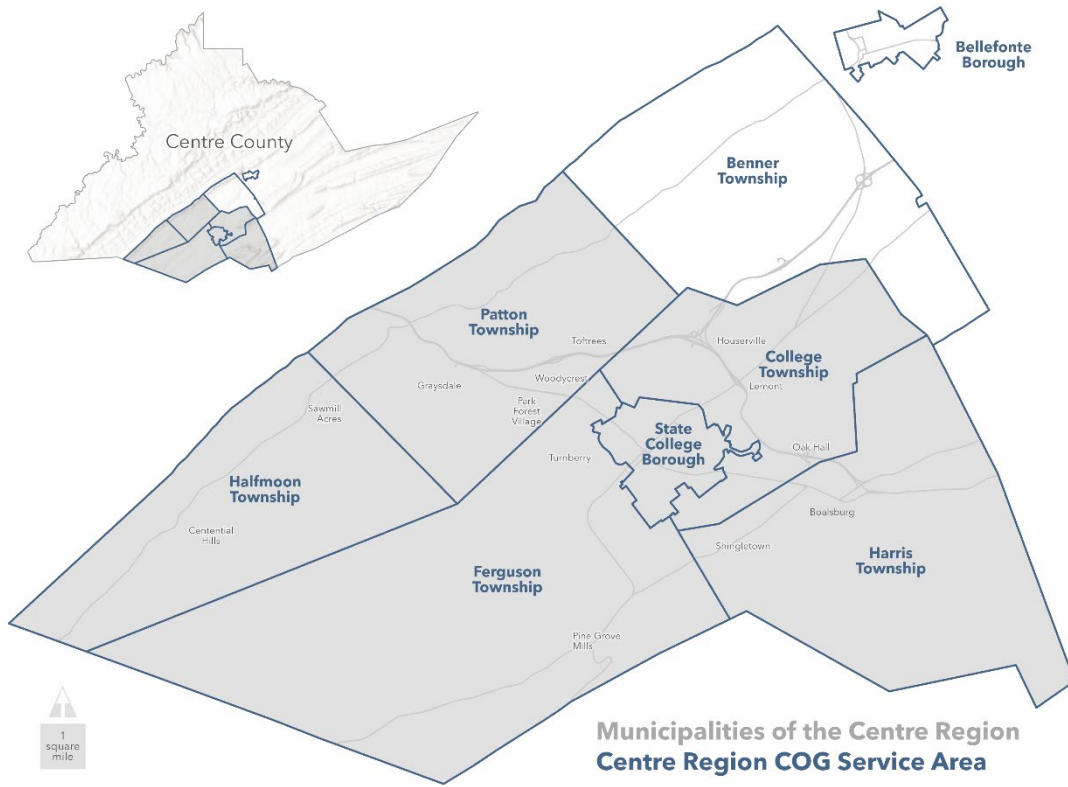 Bellefonte
Borough
Centre County
Benner
Township
Patton
Township
Toftrees
Houserville
College
Township
Graysdale
Woodycrest
Lemont
Park
Forest
Village
Sawmill
Acres
State
College
Borough
Oak Hall
Turnberry
Halfmoon
Township
Boalsburg
Centential
Hills
Shingletown
Harris
Township
Ferguson
Township
Pine Grove
Mills
1
square
mile
Municipalities of the Centre Region
Centre Region COG Service Area